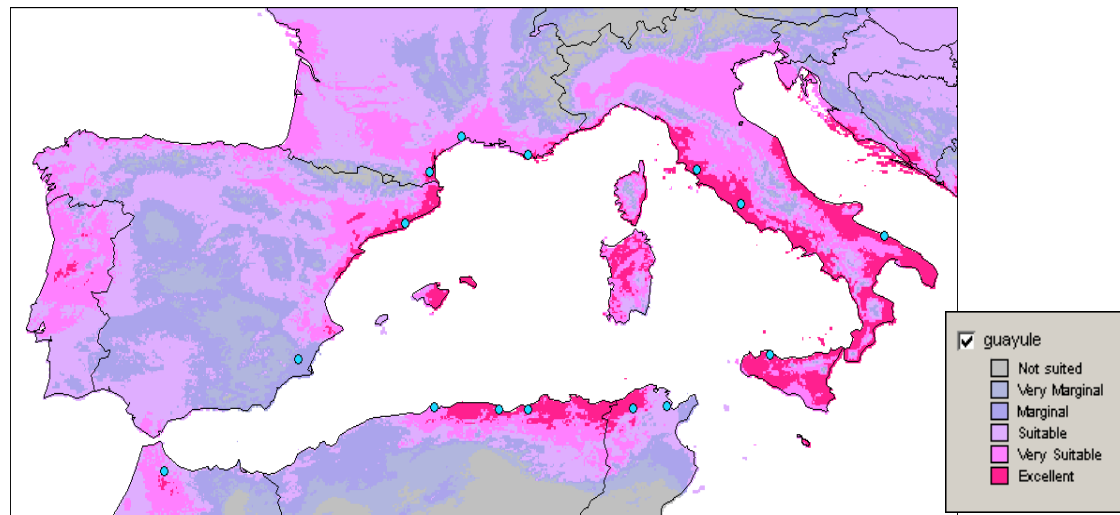 guayule
Not suited
Very Marginal
Marginal
Suitable
Very Suitable
Excellent